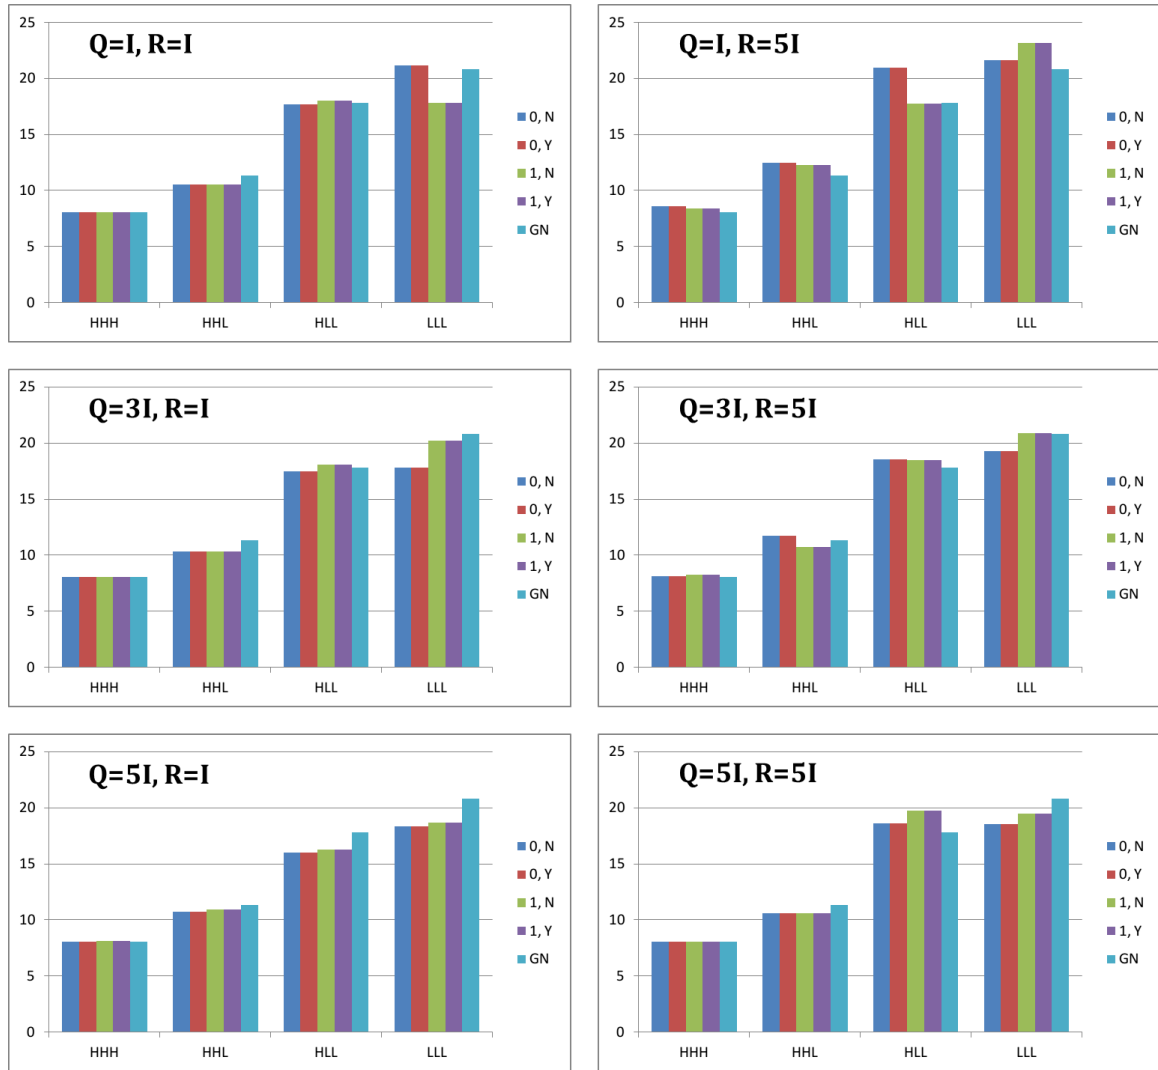 Q=I, R=I
25
20
15
10
5
0
HHH HHL HLL LLL
0, N
0, Y
1, N
1, Y
GN
Q=I, R=5I
25
20
15
10
5
0
HHH HHL HLL LLL
0, N
0, Y
1, N
1, Y
GN
Q=3I, R=I
25
20
15
10
5
0
HHH HHL HLL LLL
0, N
0, Y
1, N
1, Y
GN
Q=3I, R=5I
25
20
15
10
5
0
HHH HHL HLL LLL
0, N
0, Y
1, N
1, Y
GN
Q=5I, R=I
25
20
15
10
5
0
HHH HHL HLL LLL
0, N
0, Y
1, N
1, Y
GN
Q=5I, R=5I
25
20
15
10
5
0
HHH HHL HLL LLL
0, N
0, Y
1, N
1, Y
GN